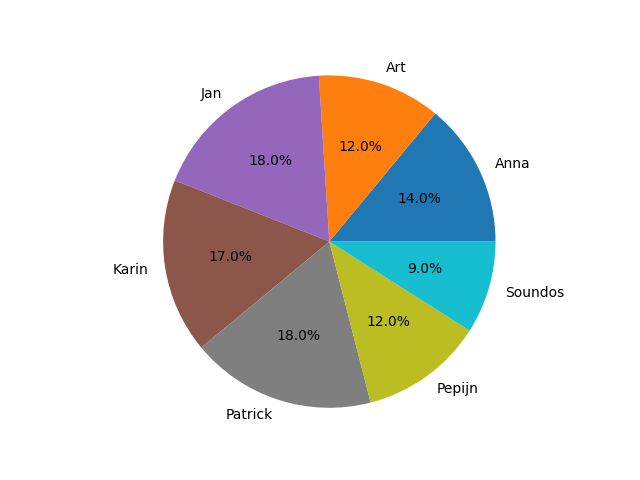 Art
Jan
12.0%
18.0%
Anna
14.0%
17.0%
Karin
9.0%
Soundos
12.0%
18.0%
Pepijn
Patrick